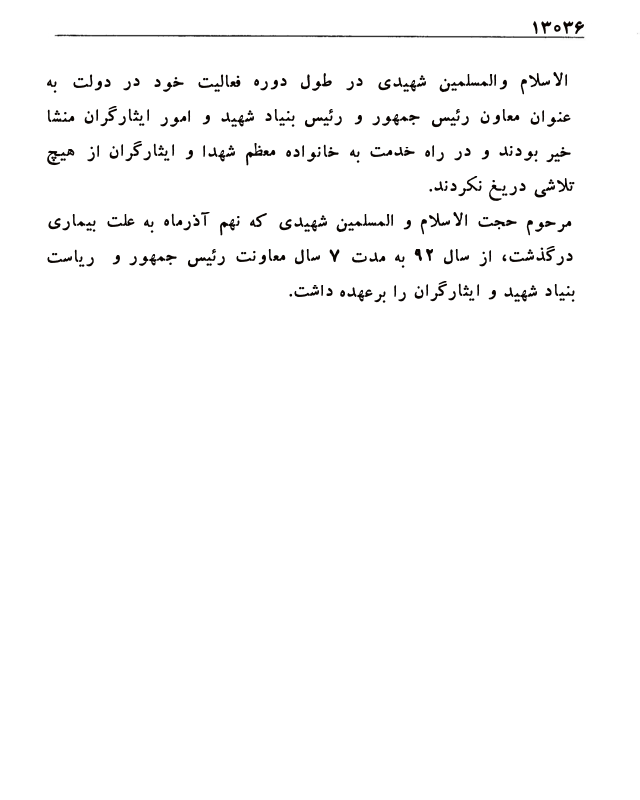 ۱۳۰۳۶
الاسلام والمسلمین شهیدی در طول دوره فعالیت خود در دولت به
عنوان معاون رئیس جمهور و رئیس بنیاد شهید و امور ایثارگران منشا
خیر بودند و در راه خدمت به خانواده معظم شهدا و ایثارگران از هیچ
تلاشی دریغ نکردند.
مرحوم حجت الاسلام و المسلمین شهیدی که نهم آذرماه به علت بیماری
درگذشت، از سال ۹۲ به مدت ۷ سال معاونت رئیس جمهور و ریاست
بنیاد شهید و ایثارگران را برعهده داشت.